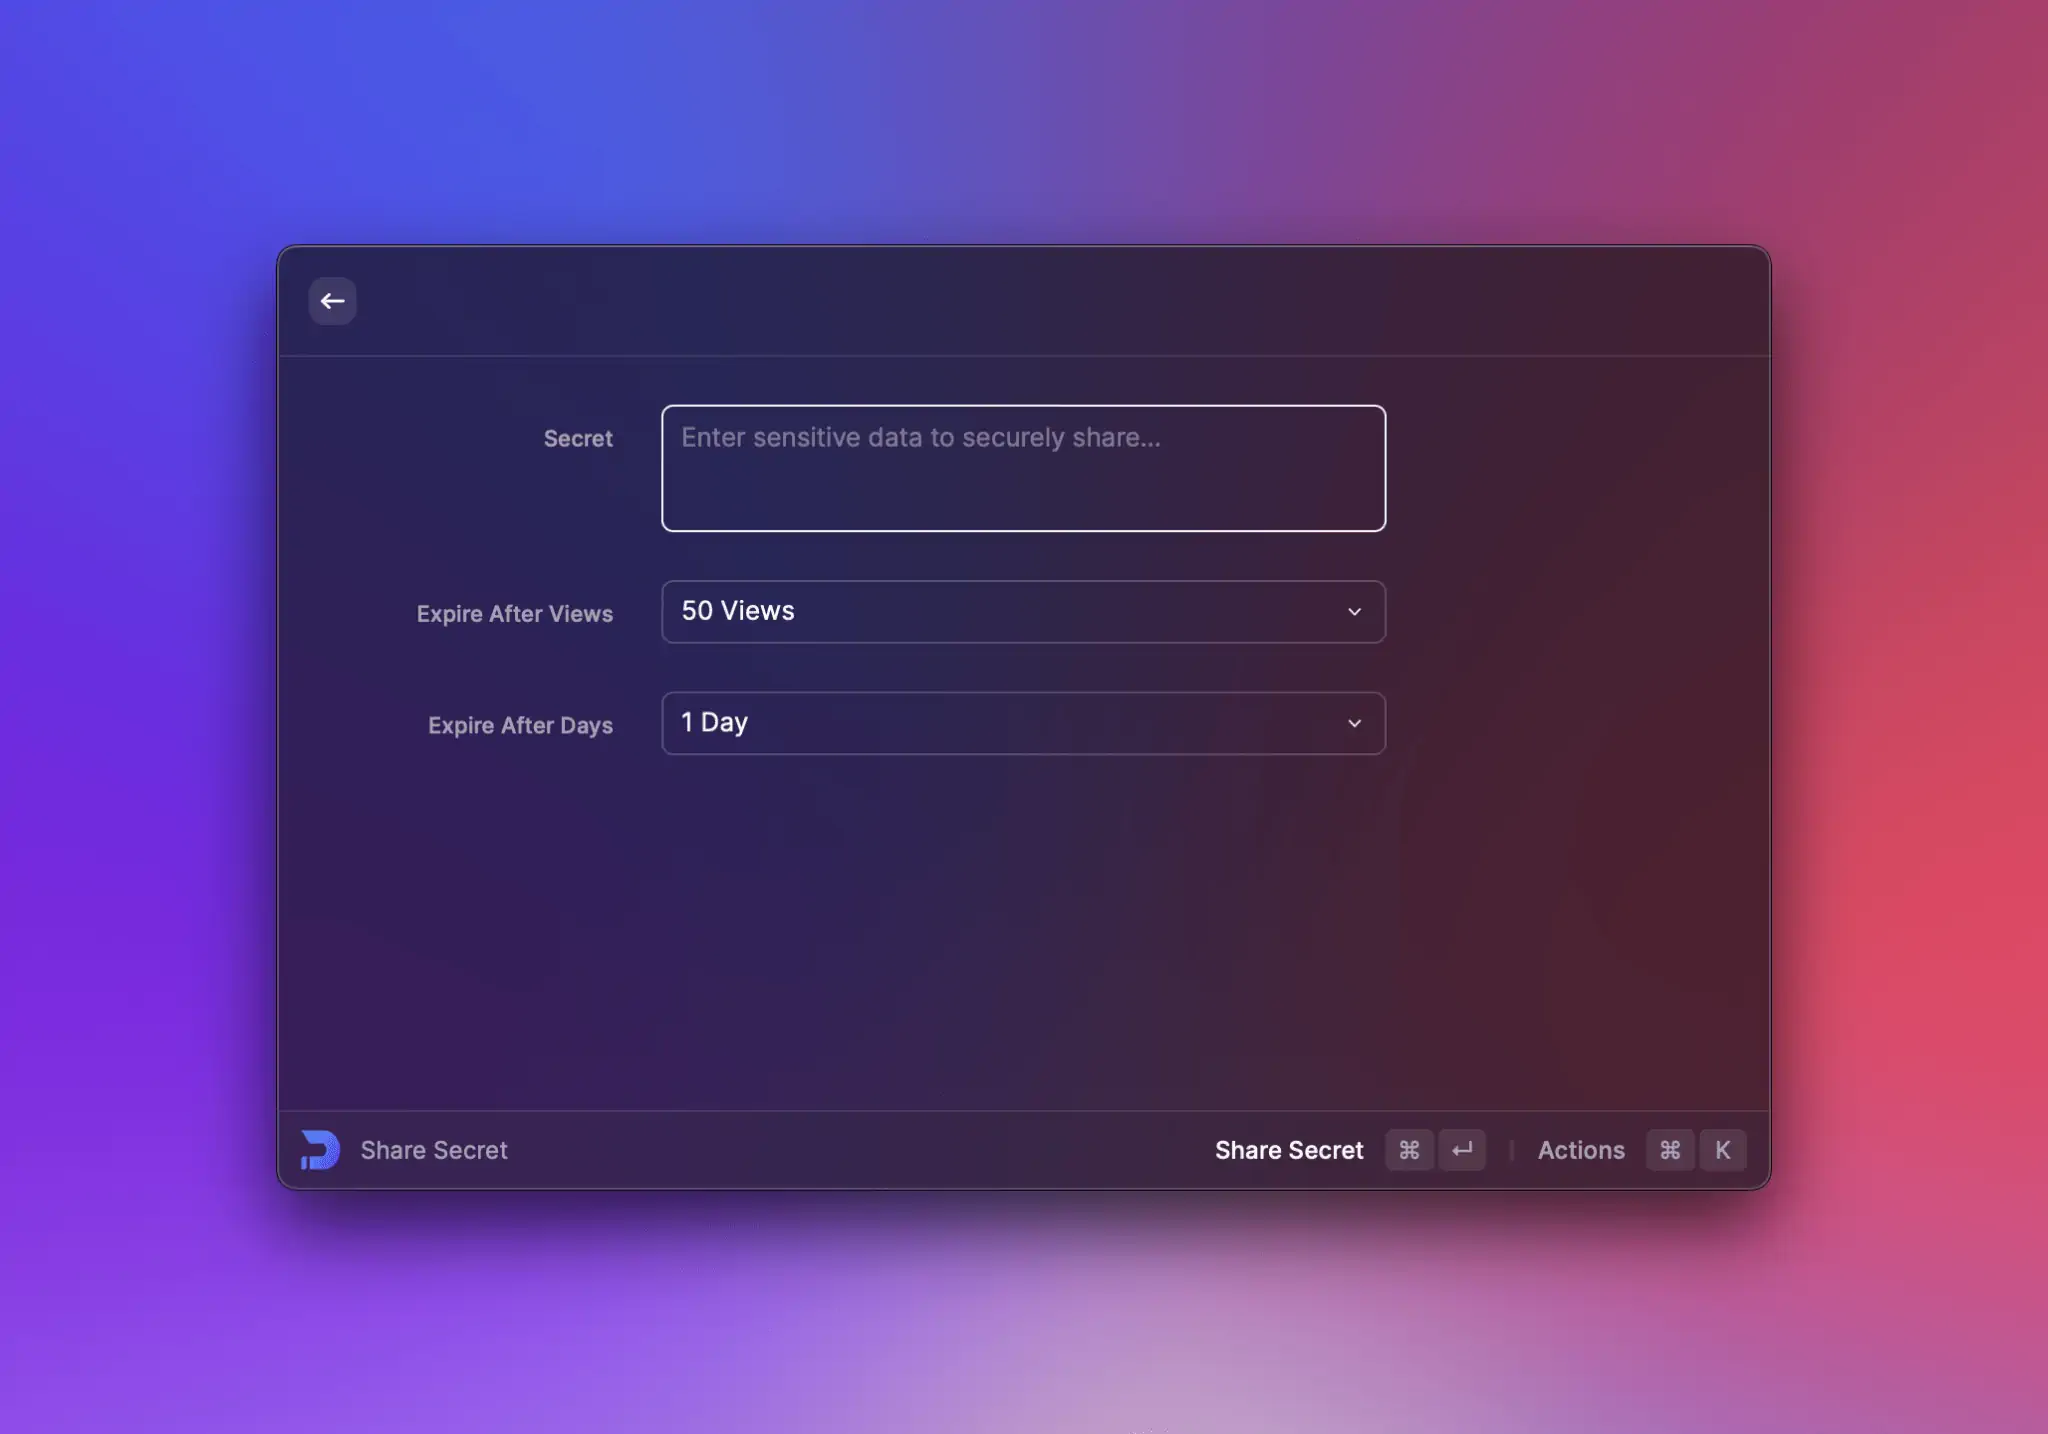 Secret
Enter sensitive data to securely share...
Expire After Views
50 Views
Expire After Days
1 Day
Share Secret
Share Secret ⌘ ↵ | Actions ⌘ K